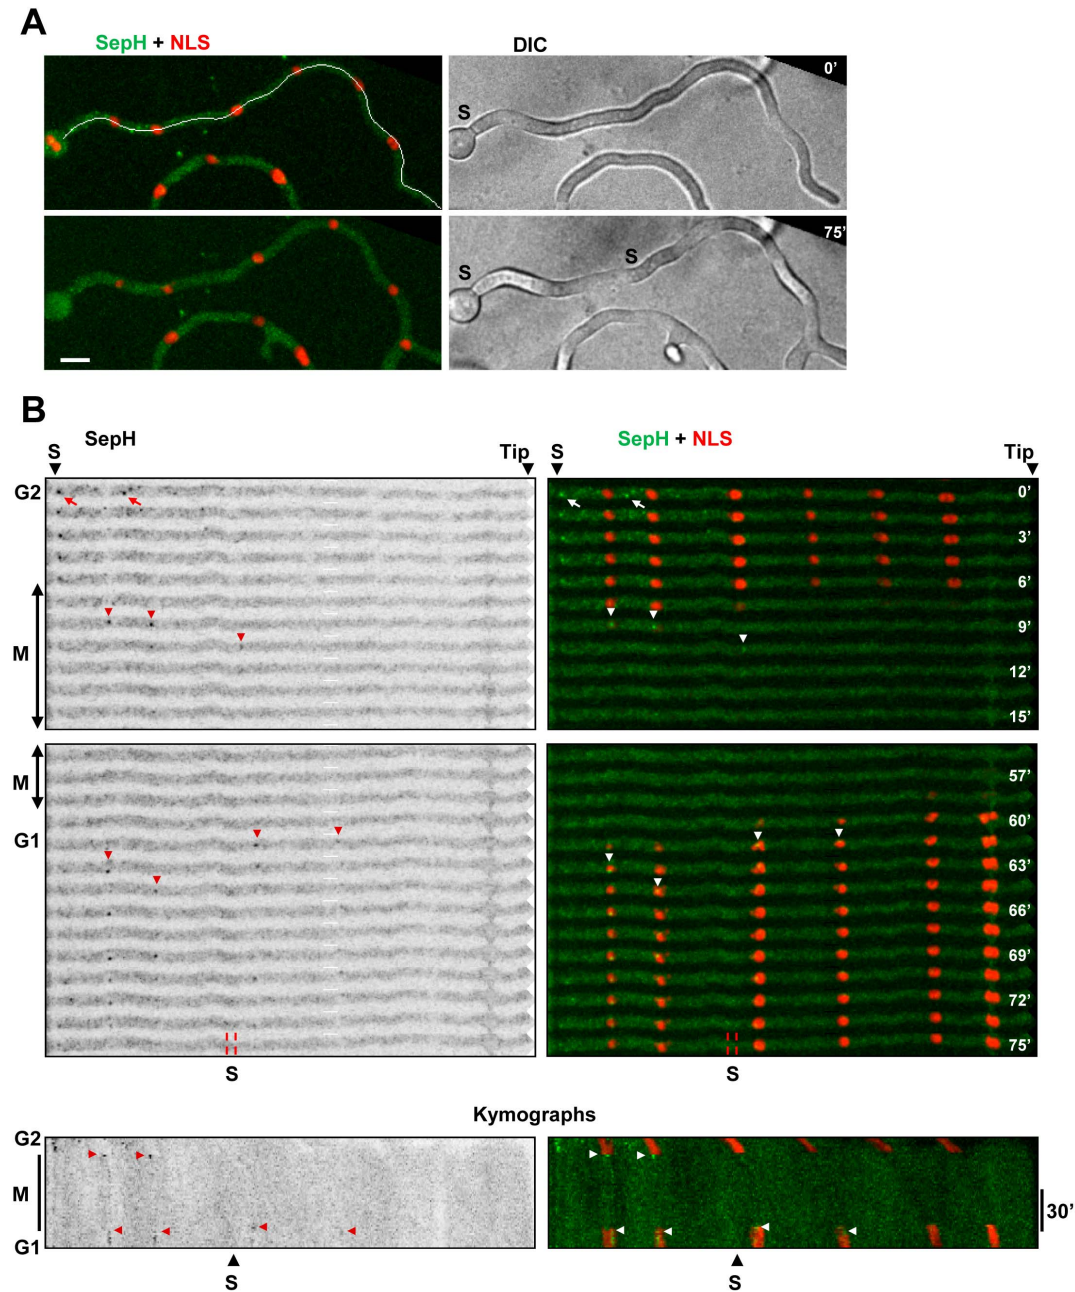 A
SepH + NLS
DIC
S
0'
S
S
75'
B
SepH
SepH + NLS
S
Tip
S
Tip
G2
0'
3'
6'
M
9'
12'
15'
M
57'
G1
60'
63'
66'
69'
72'
75'
S
S
Kymographs
G2
M
30'
G1
S
S